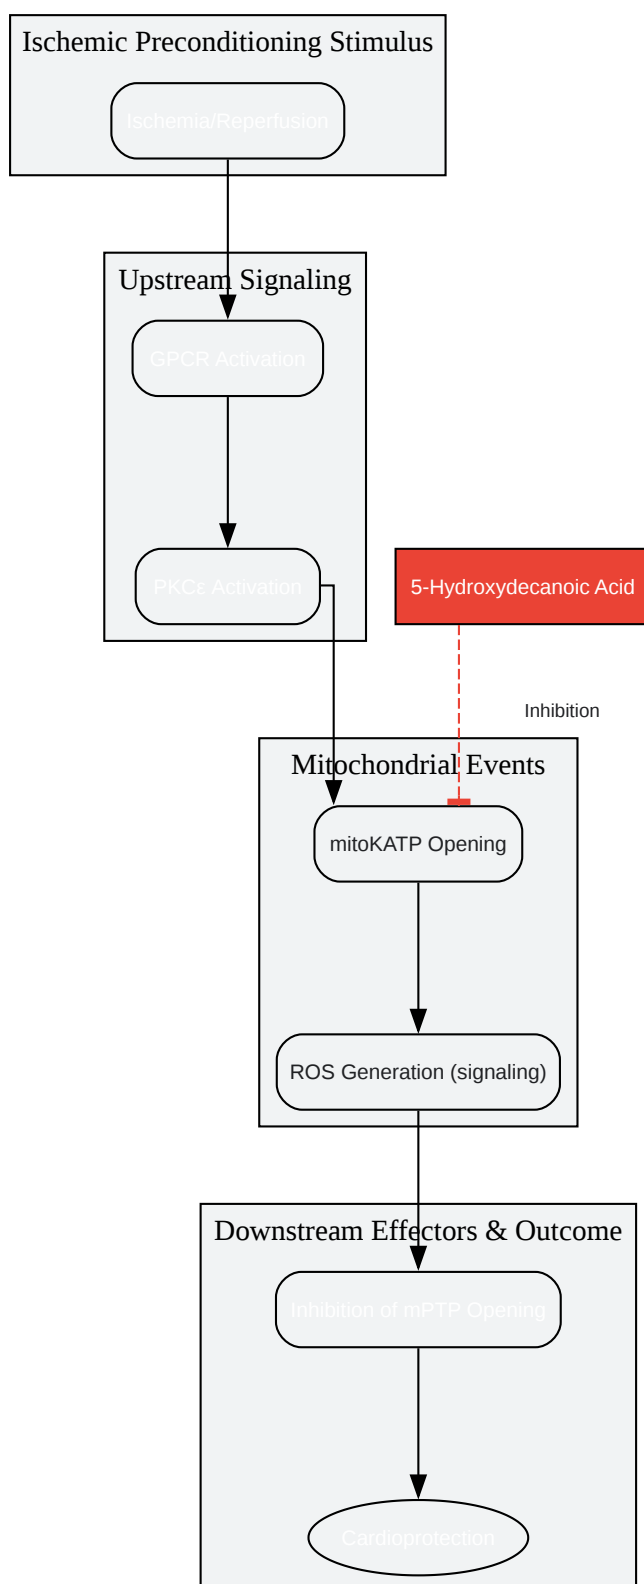 Ischemic Preconditioning Stimulus
Ischemia/Reperfusion
Upstream Signaling
GPCR Activation
PKCε Activation
5-Hydroxydecanoic Acid
Inhibition
Mitochondrial Events
mitoKATP Opening
ROS Generation (signaling)
Downstream Effectors & Outcome
Inhibition of mPTP Opening
Cardioprotection